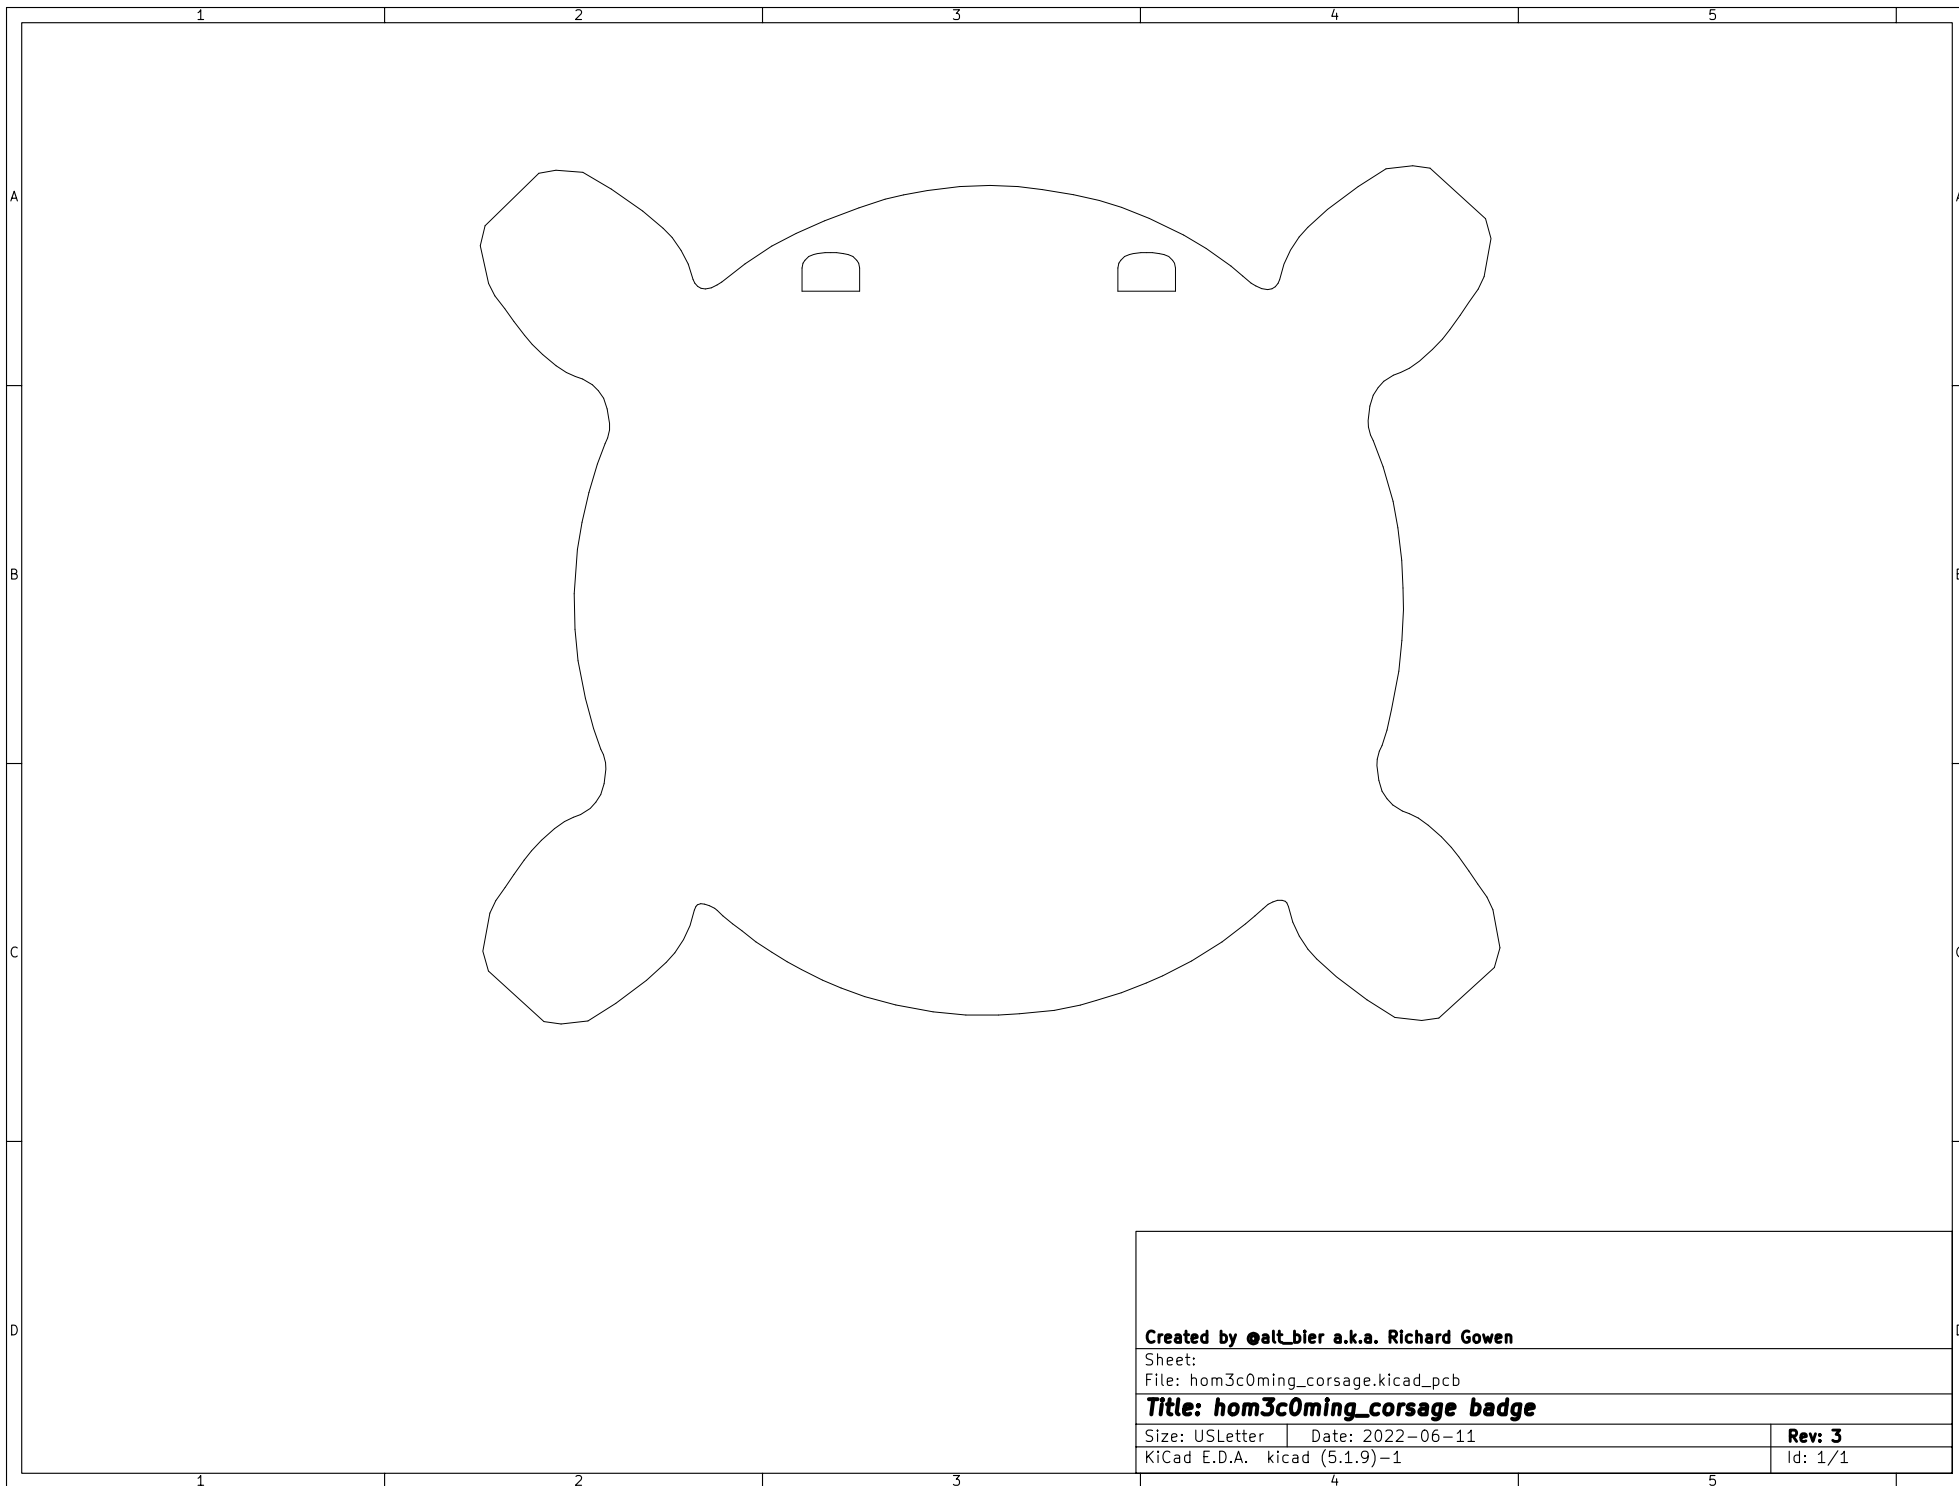 1 2 3 4 5
A A
B B
C C
D D
Created by @alt_bier a.k.a. Richard Gowen
Sheet:
File: hom3c0ming_corsage.kicad_pcb
Title: hom3c0ming_corsage badge
Size: USLetter Date: 2022-06-11 Rev: 3
KiCad E.D.A. kicad (5.1.9)-1 Id: 1/1
1 2 3 4 5